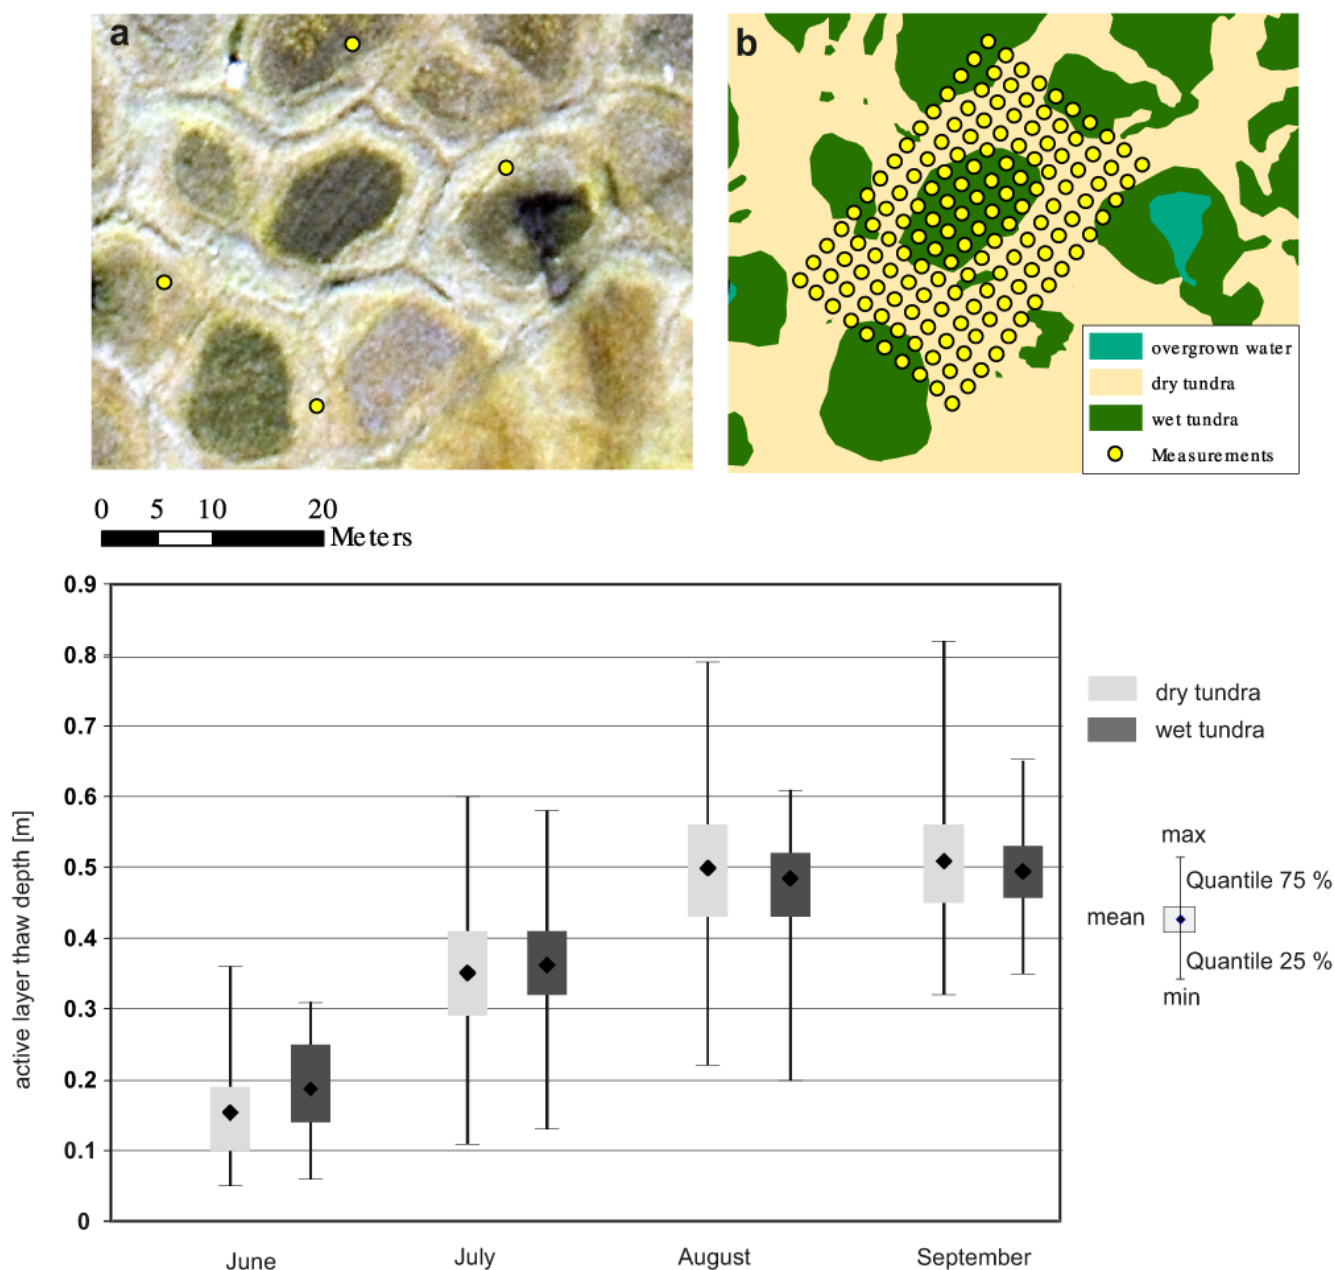 a
b
overgrown water
dry tundra
wet tundra
Measurements
0 5 10 20
Meters
0.9
0.8
0.7
0.6
0.5
0.4
0.3
0.2
0.1
0
active layer thaw depth [m]
June July August September
dry tundra
wet tundra
max
Quantile 75 %
mean
Quantile 25 %
min